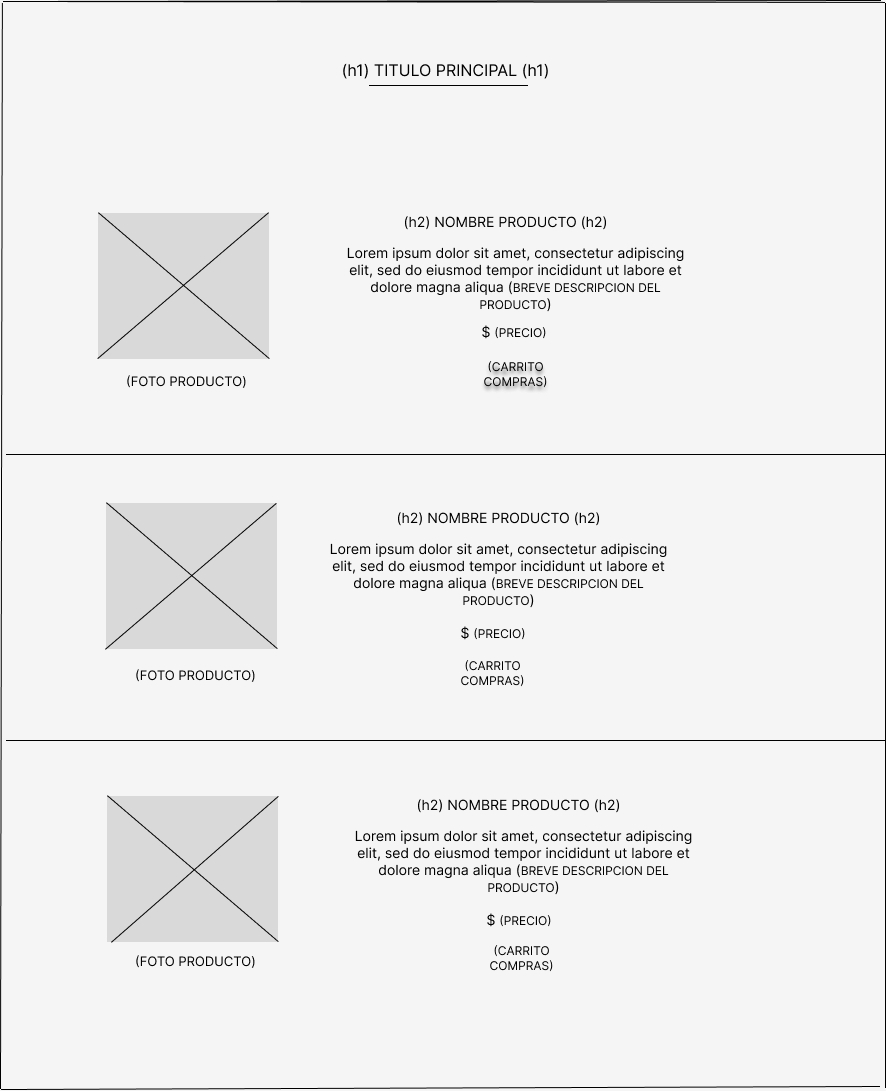 (h1) TITULO PRINCIPAL (h1)
(h2) NOMBRE PRODUCTO (h2)
Lorem ipsum dolor sit amet, consectetur adipiscing
elit, sed do eiusmod tempor incididunt ut labore et
dolore magna aliqua (BREVE DESCRIPCION DEL
PRODUCTO)
$ (PRECIO)
(CARRITO
COMPRAS)
(FOTO PRODUCTO)
(h2) NOMBRE PRODUCTO (h2)
Lorem ipsum dolor sit amet, consectetur adipiscing
elit, sed do eiusmod tempor incididunt ut labore et
dolore magna aliqua (BREVE DESCRIPCION DEL
PRODUCTO)
$ (PRECIO)
(CARRITO
COMPRAS)
(FOTO PRODUCTO)
(h2) NOMBRE PRODUCTO (h2)
Lorem ipsum dolor sit amet, consectetur adipiscing
elit, sed do eiusmod tempor incididunt ut labore et
dolore magna aliqua (BREVE DESCRIPCION DEL
PRODUCTO)
$ (PRECIO)
(CARRITO
COMPRAS)
(FOTO PRODUCTO)